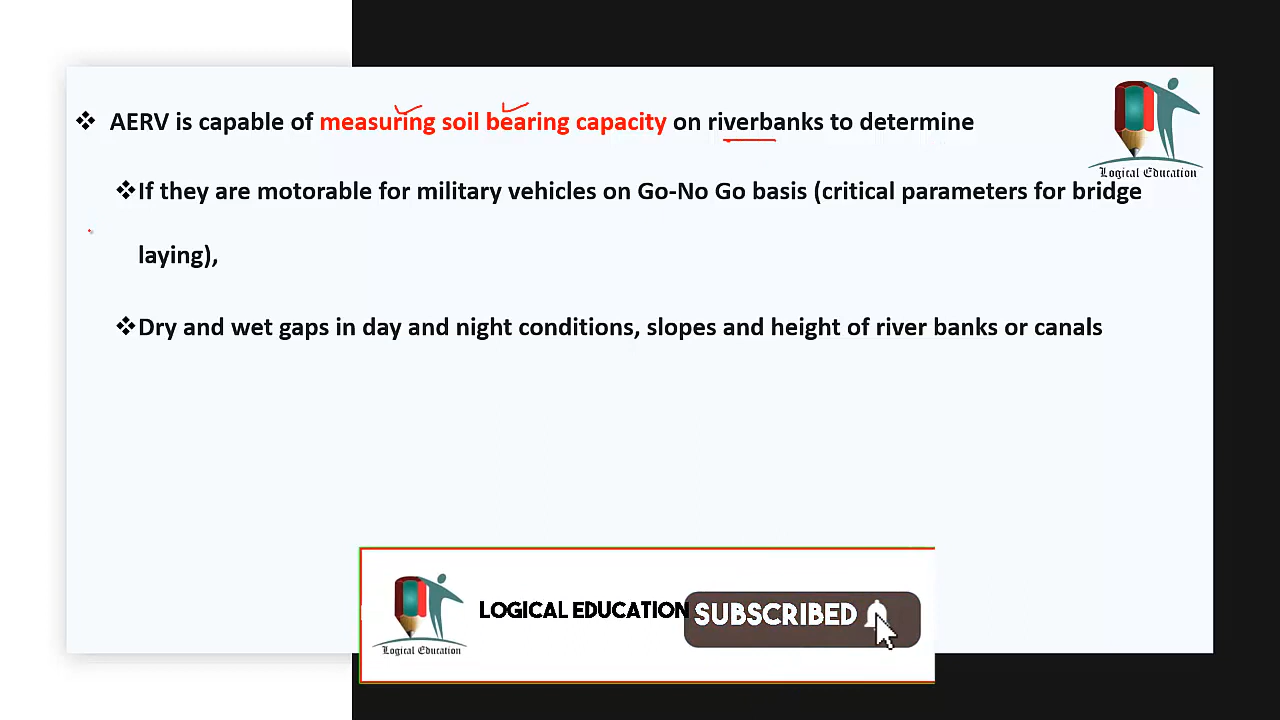 ❖ AERV is capable of measuring soil bearing capacity on riverbanks to determine
Logical Education
❖If they are motorable for military vehicles on Go-No Go basis (critical parameters for bridge
laying),
❖Dry and wet gaps in day and night conditions, slopes and height of river banks or canals
LOGICAL EDUCATION SUBSCRIBED
Logical Education